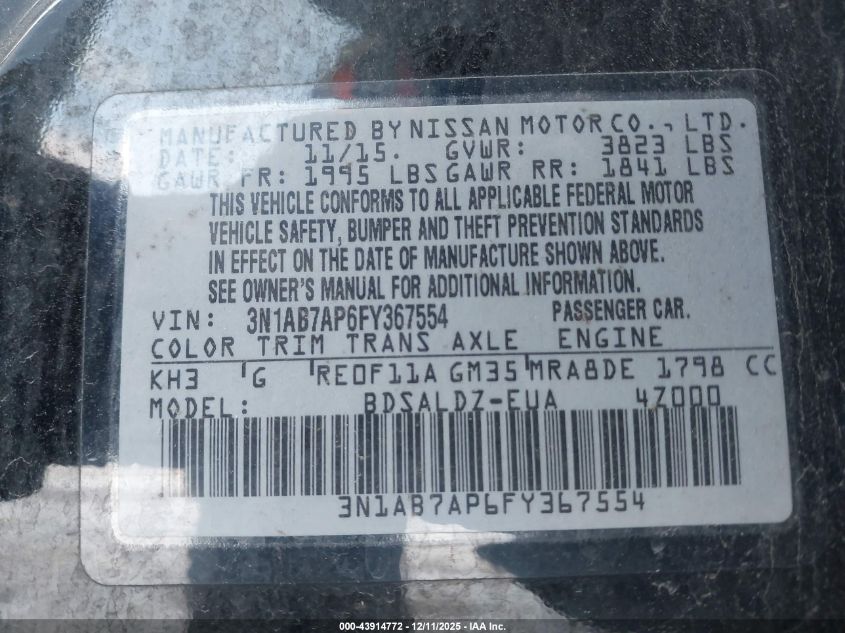 MANUFACTURED BY NISSAN MOTOR CO., LTD.
DATE: 11/15. GVWR: 3823 LBS
GAWR FR: 1995 LBS GAWR RR: 1841 LBS
THIS VEHICLE CONFORMS TO ALL APPLICABLE FEDERAL MOTOR
VEHICLE SAFETY, BUMPER AND THEFT PREVENTION STANDARDS
IN EFFECT ON THE DATE OF MANUFACTURE SHOWN ABOVE.
SEE OWNER'S MANUAL FOR ADDITIONAL INFORMATION.
VIN: 3N1AB7AP6FY367554 PASSENGER CAR.
COLOR TRIM TRANS AXLE ENGINE
KH3 G RE0F11A GM35 MRA8DE 1798 CC
MODEL: BDSALDZ-EUA 4Z000
3N1AB7AP6FY367554
000-43914772 - 12/11/2025 - IAA Inc.